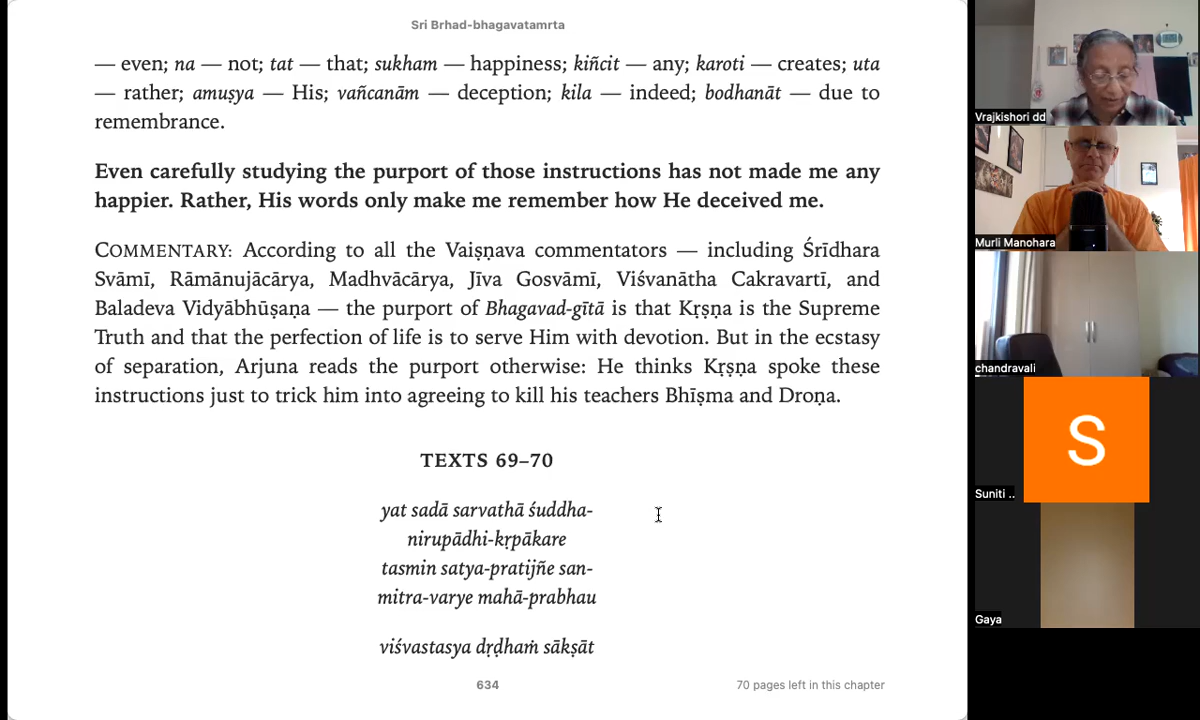 Sri Brhad-bhagavatamrta
— even; na — not; tat — that; sukham — happiness; kiñcit — any; karoti — creates; uta
— rather; amuṣya — His; vañcanām — deception; kila — indeed; bodhanāt — due to
remembrance.
Even carefully studying the purport of those instructions has not made me any
happier. Rather, His words only make me remember how He deceived me.
COMMENTARY: According to all the Vaiṣṇava commentators — including Śrīdhara
Svāmī, Rāmānujācārya, Madhvācārya, Jīva Gosvāmī, Viśvanātha Cakravartī, and
Baladeva Vidyābhūṣaṇa — the purport of Bhagavad-gītā is that Kṛṣṇa is the Supreme
Truth and that the perfection of life is to serve Him with devotion. But in the ecstasy
of separation, Arjuna reads the purport otherwise: He thinks Kṛṣṇa spoke these
instructions just to trick him into agreeing to kill his teachers Bhīṣma and Droṇa.
TEXTS 69–70
yat sadā sarvathā śuddha-
nirupādhi-kṛpākare
tasmin satya-pratijñe san-
mitra-varye mahā-prabhau
viśvastasya dṛḍhaṁ sākṣāt
634
70 pages left in this chapter
Vrajkishori dd
Murli Manohara
chandravali
S
Suniti ..
Gaya